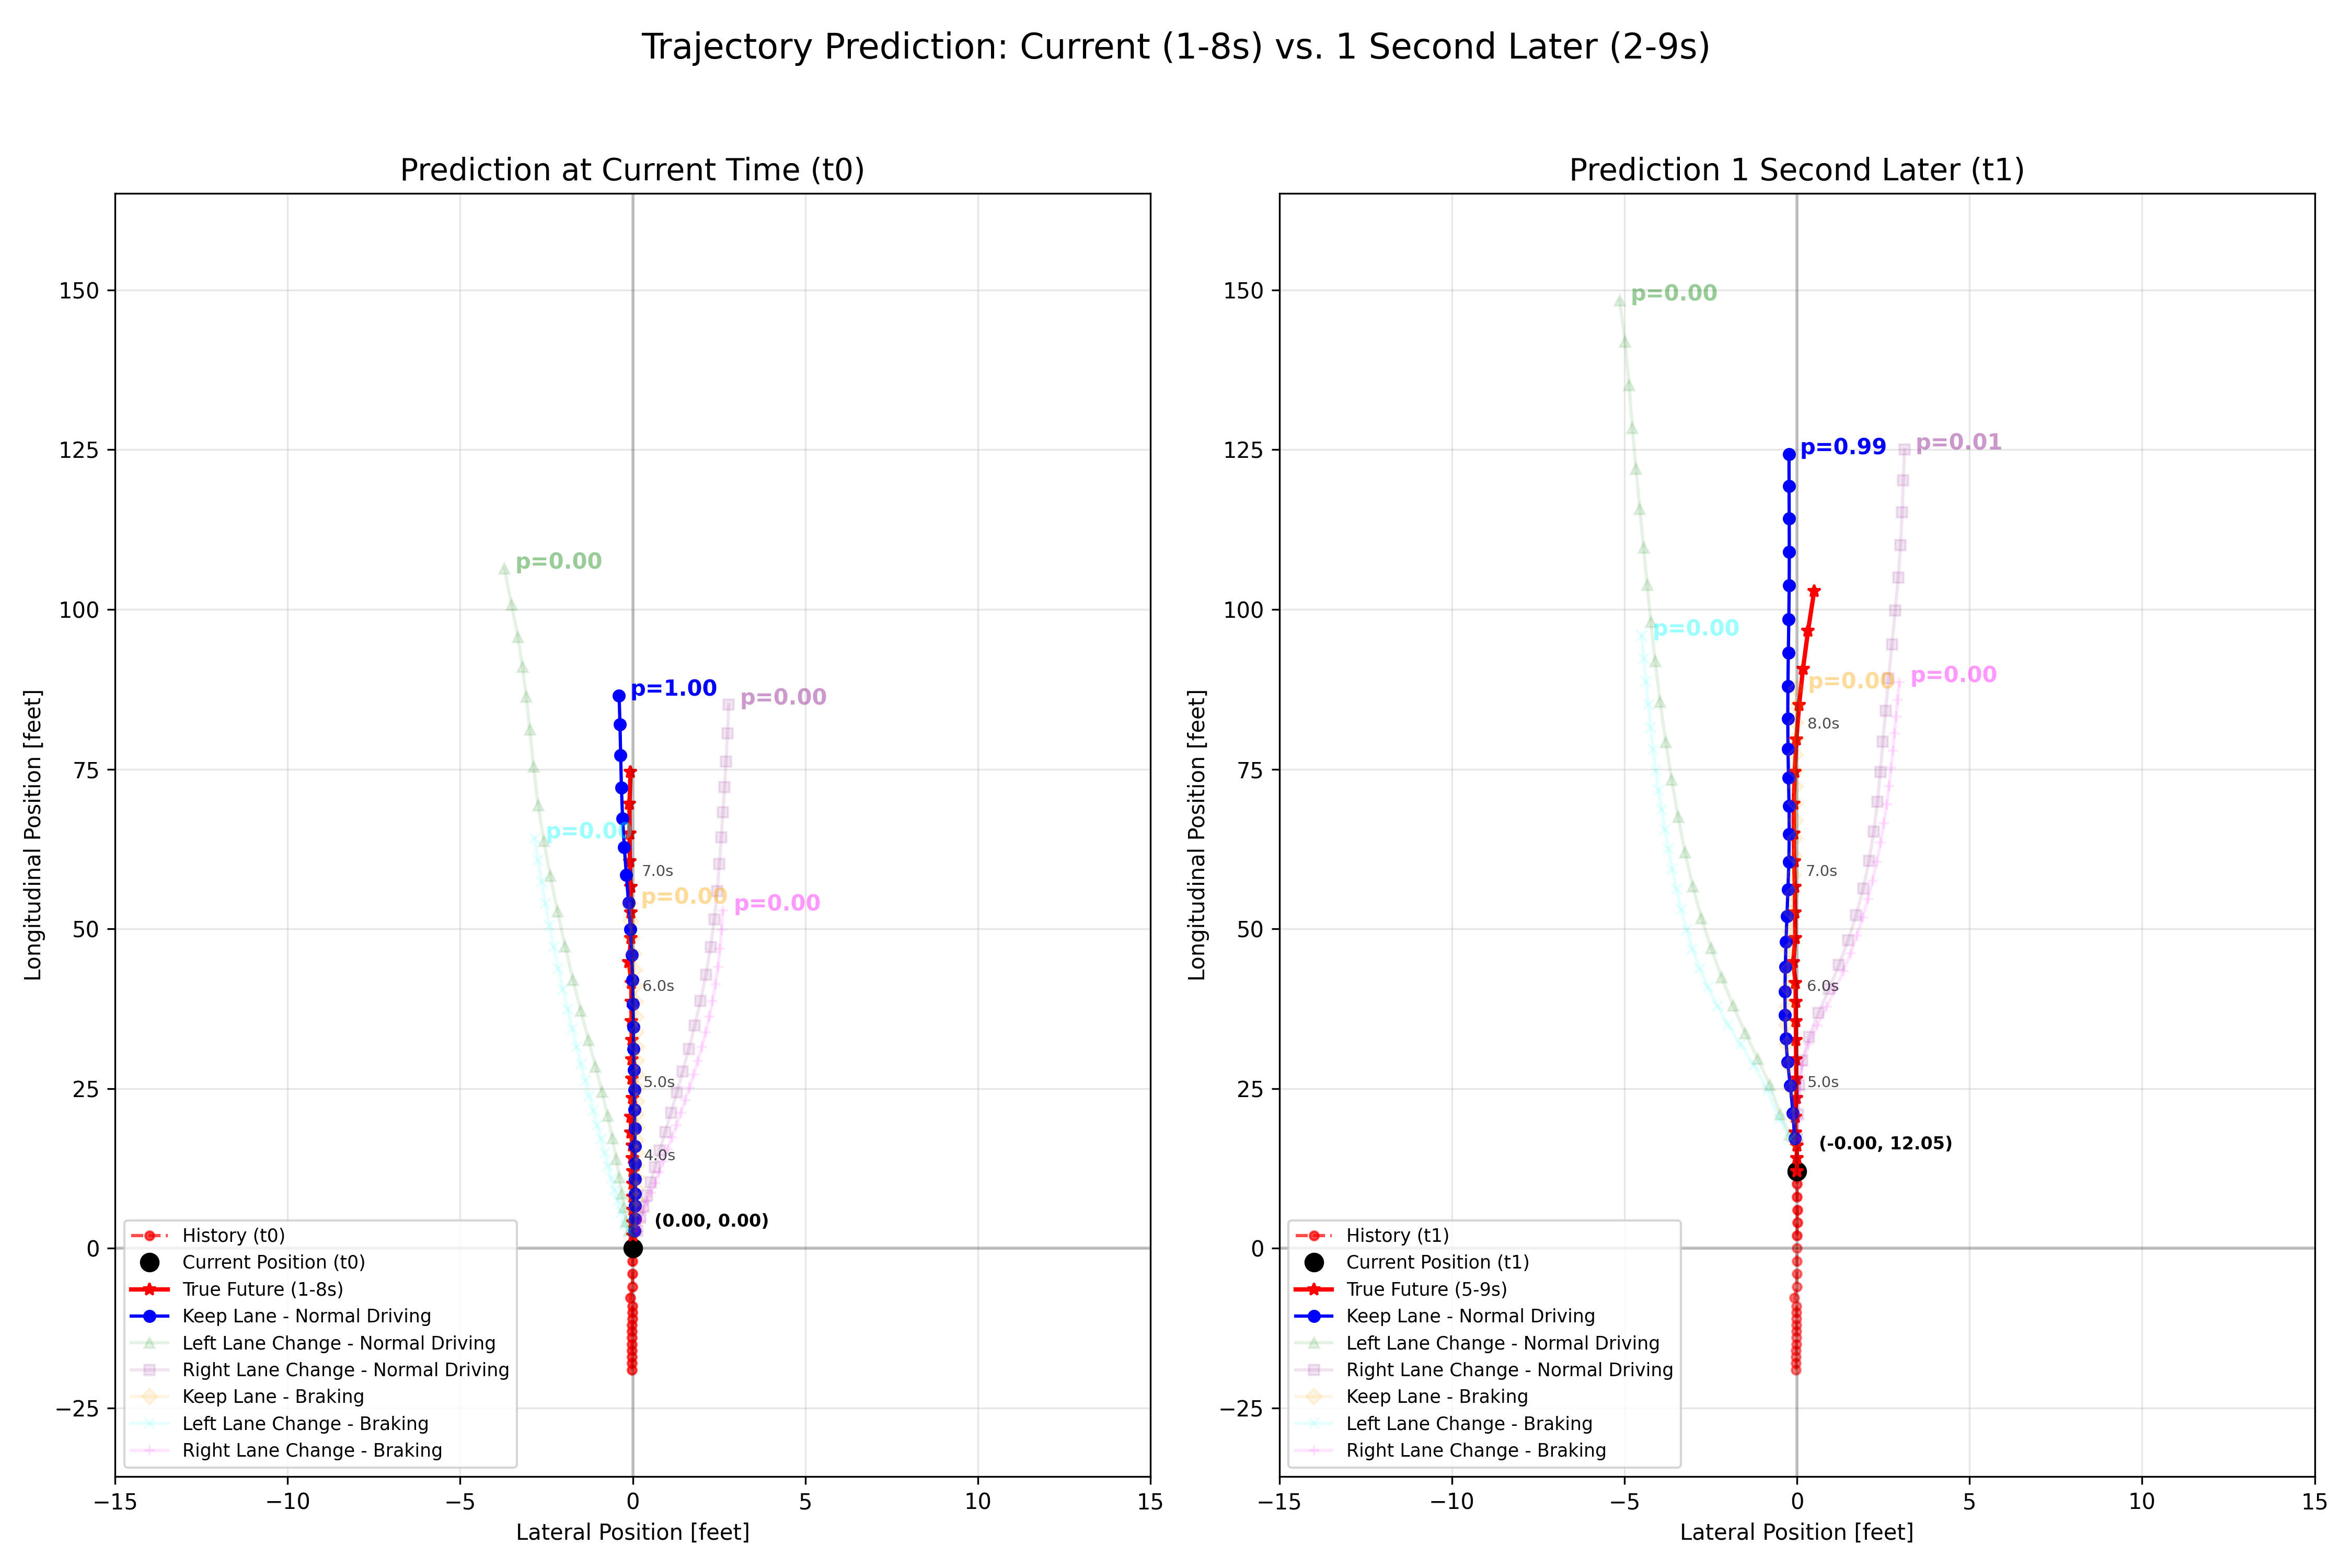 Trajectory Prediction: Current (1-8s) vs. 1 Second Later (2-9s)
Prediction at Current Time (t0)
Longitudinal Position [feet]
150
125
100
75
50
25
0
−25
p=0.00
p=1.00
p=0.00
p=0.0
p=0.00
p=0.00
7.0s
6.0s
5.0s
4.0s
(0.00, 0.00)
History (t0)
Current Position (t0)
True Future (1-8s)
Keep Lane - Normal Driving
Left Lane Change - Normal Driving
Right Lane Change - Normal Driving
Keep Lane - Braking
Left Lane Change - Braking
Right Lane Change - Braking
−15
−10
−5
0
5
10
15
Lateral Position [feet]
Prediction 1 Second Later (t1)
Longitudinal Position [feet]
150
125
100
75
50
25
0
−25
p=0.00
p=0.99
p=0.01
p=0.00
p=0.00
p=0.00
8.0s
7.0s
6.0s
5.0s
(-0.00, 12.05)
History (t1)
Current Position (t1)
True Future (5-9s)
Keep Lane - Normal Driving
Left Lane Change - Normal Driving
Right Lane Change - Normal Driving
Keep Lane - Braking
Left Lane Change - Braking
Right Lane Change - Braking
−15
−10
−5
0
5
10
15
Lateral Position [feet]